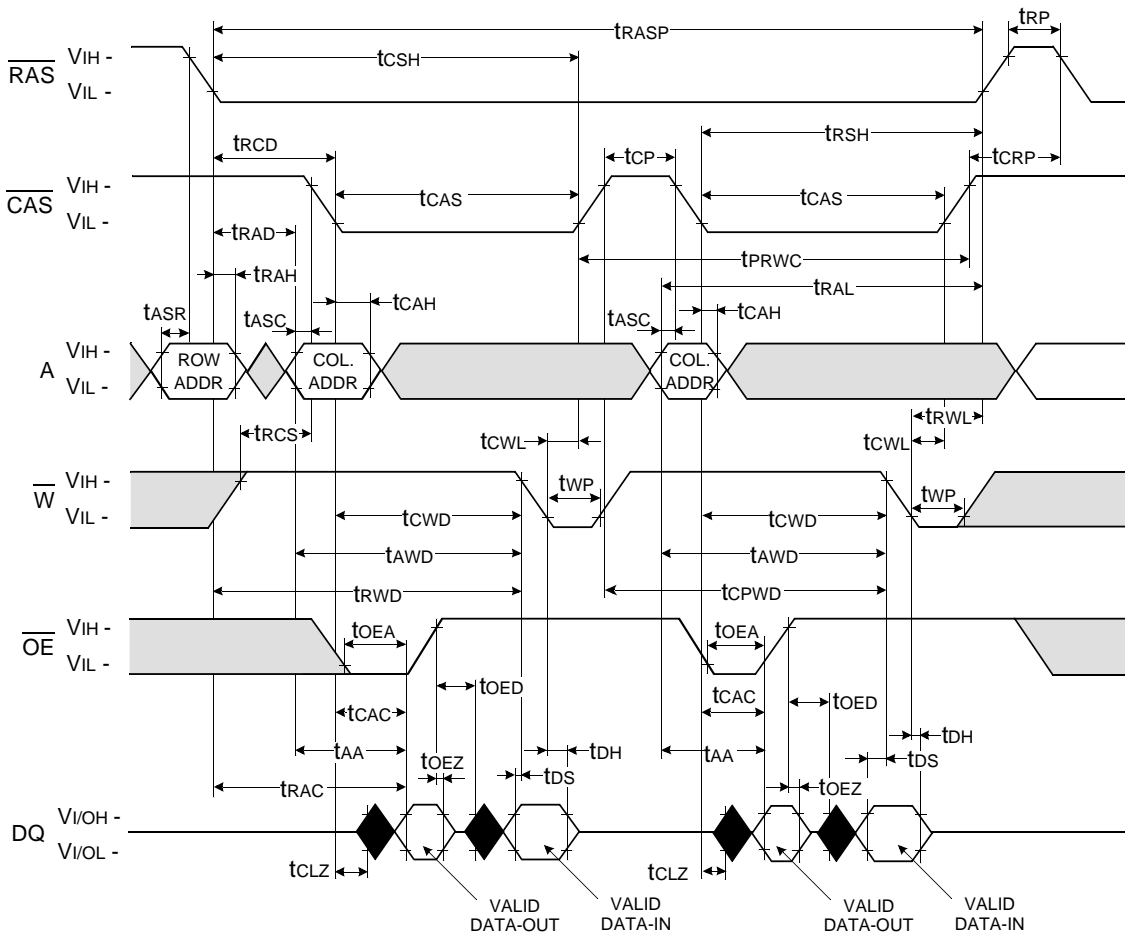 tRASP
tRP
tCSH
RAS
VIH -
VIL -
tRCD
tRSH
tCP
tCRP
CAS
VIH -
VIL -
tCAS
tCAS
tRAD
tPRWC
tRAH
tRAL
tASR
tASC
tCAH
tASC
tCAH
A
VIH -
VIL -
ROW
ADDR
COL.
ADDR
COL.
ADDR
tRCS
tCWL
tRWL
tCWL
W
VIH -
VIL -
tWP
tWP
tCWD
tCWD
tAWD
tAWD
tRWD
tCPWD
OE
VIH -
VIL -
tOEA
tOEA
tOED
tOED
tCAC
tCAC
tAA
tOEZ
tDS
tDH
tAA
tOEZ
tDS
tDH
tRAC
DQ
VI/OH -
VI/OL -
tCLZ
tCLZ
VALID
DATA-OUT
VALID
DATA-IN
VALID
DATA-OUT
VALID
DATA-IN